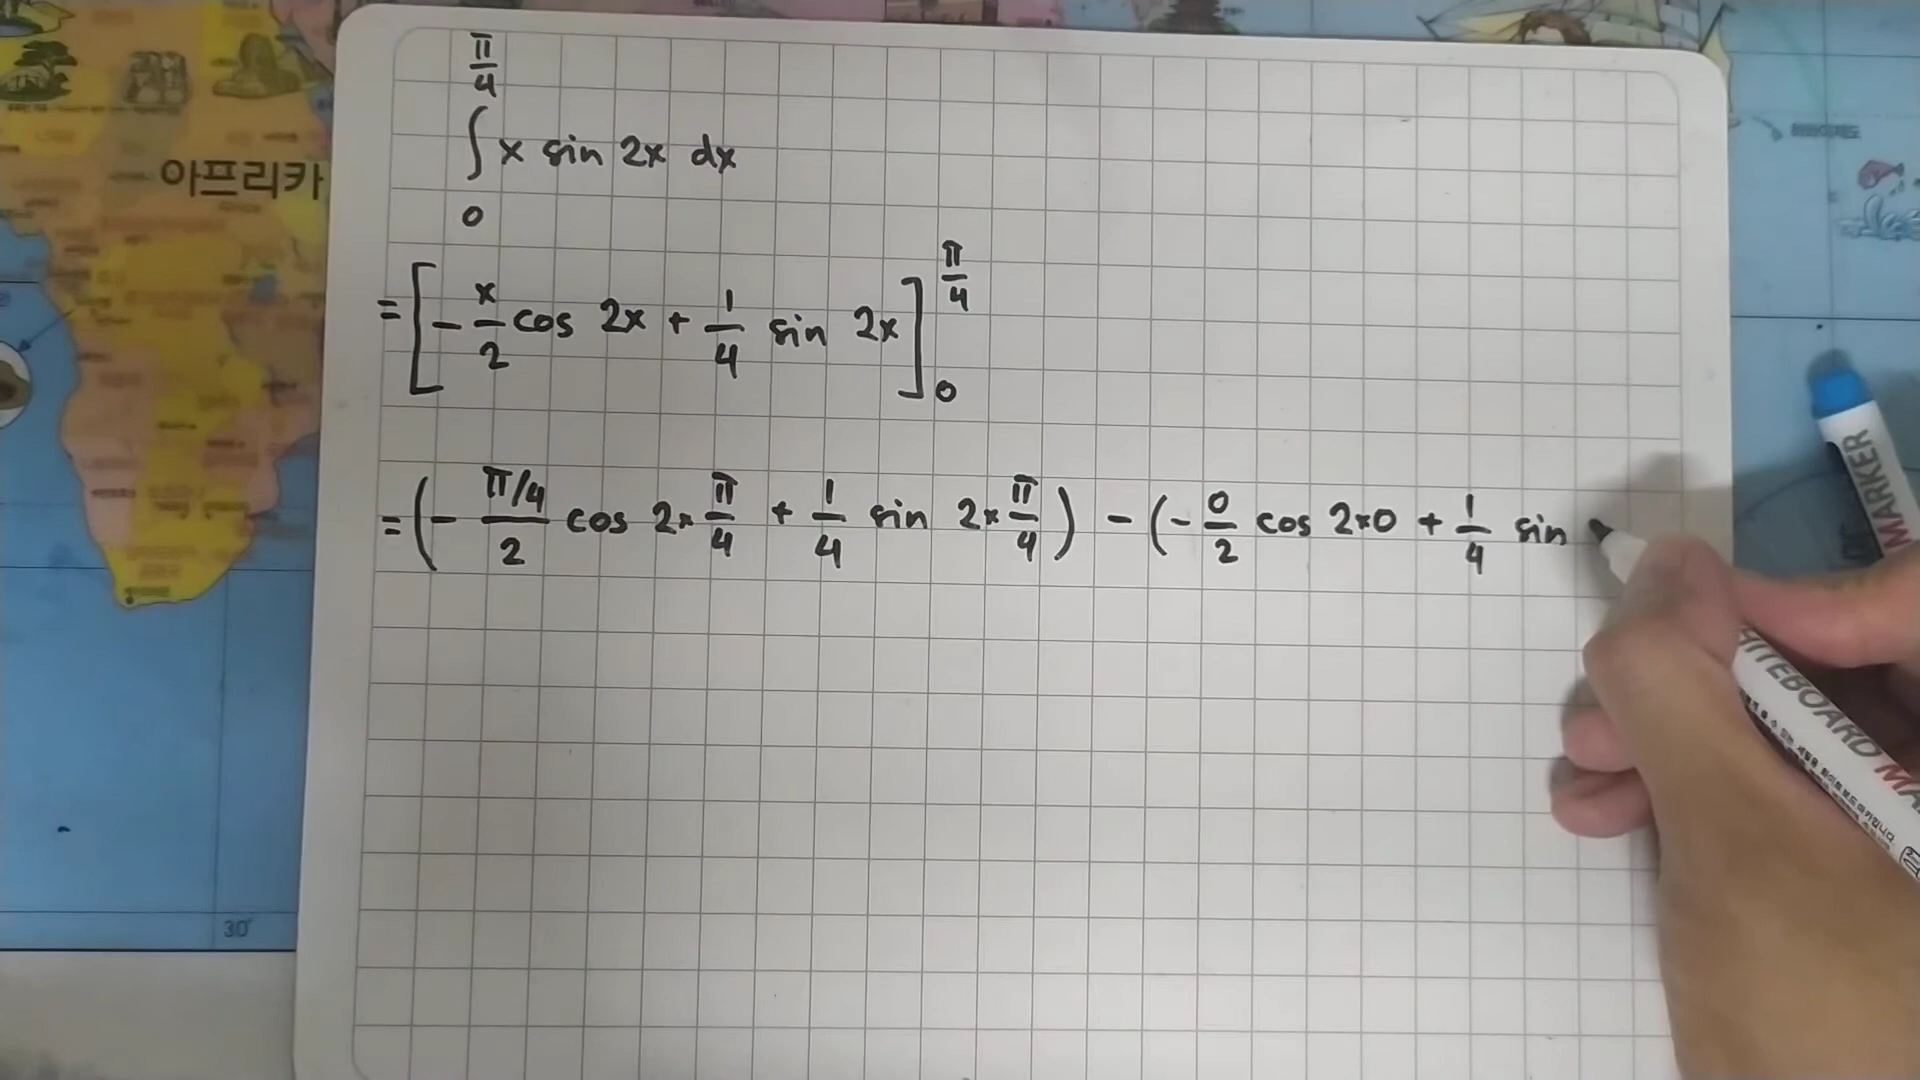 π/4
∫ x sin 2x dx
0
= [ - x/2 cos 2x + 1/4 sin 2x ] π/4 0
= ( - π/4 / 2 cos 2×π/4 + 1/4 sin 2×π/4 ) - ( - 0/2 cos 2×0 + 1/4 sin
아프리카
30°
MARKER
WHITEBOARD MA